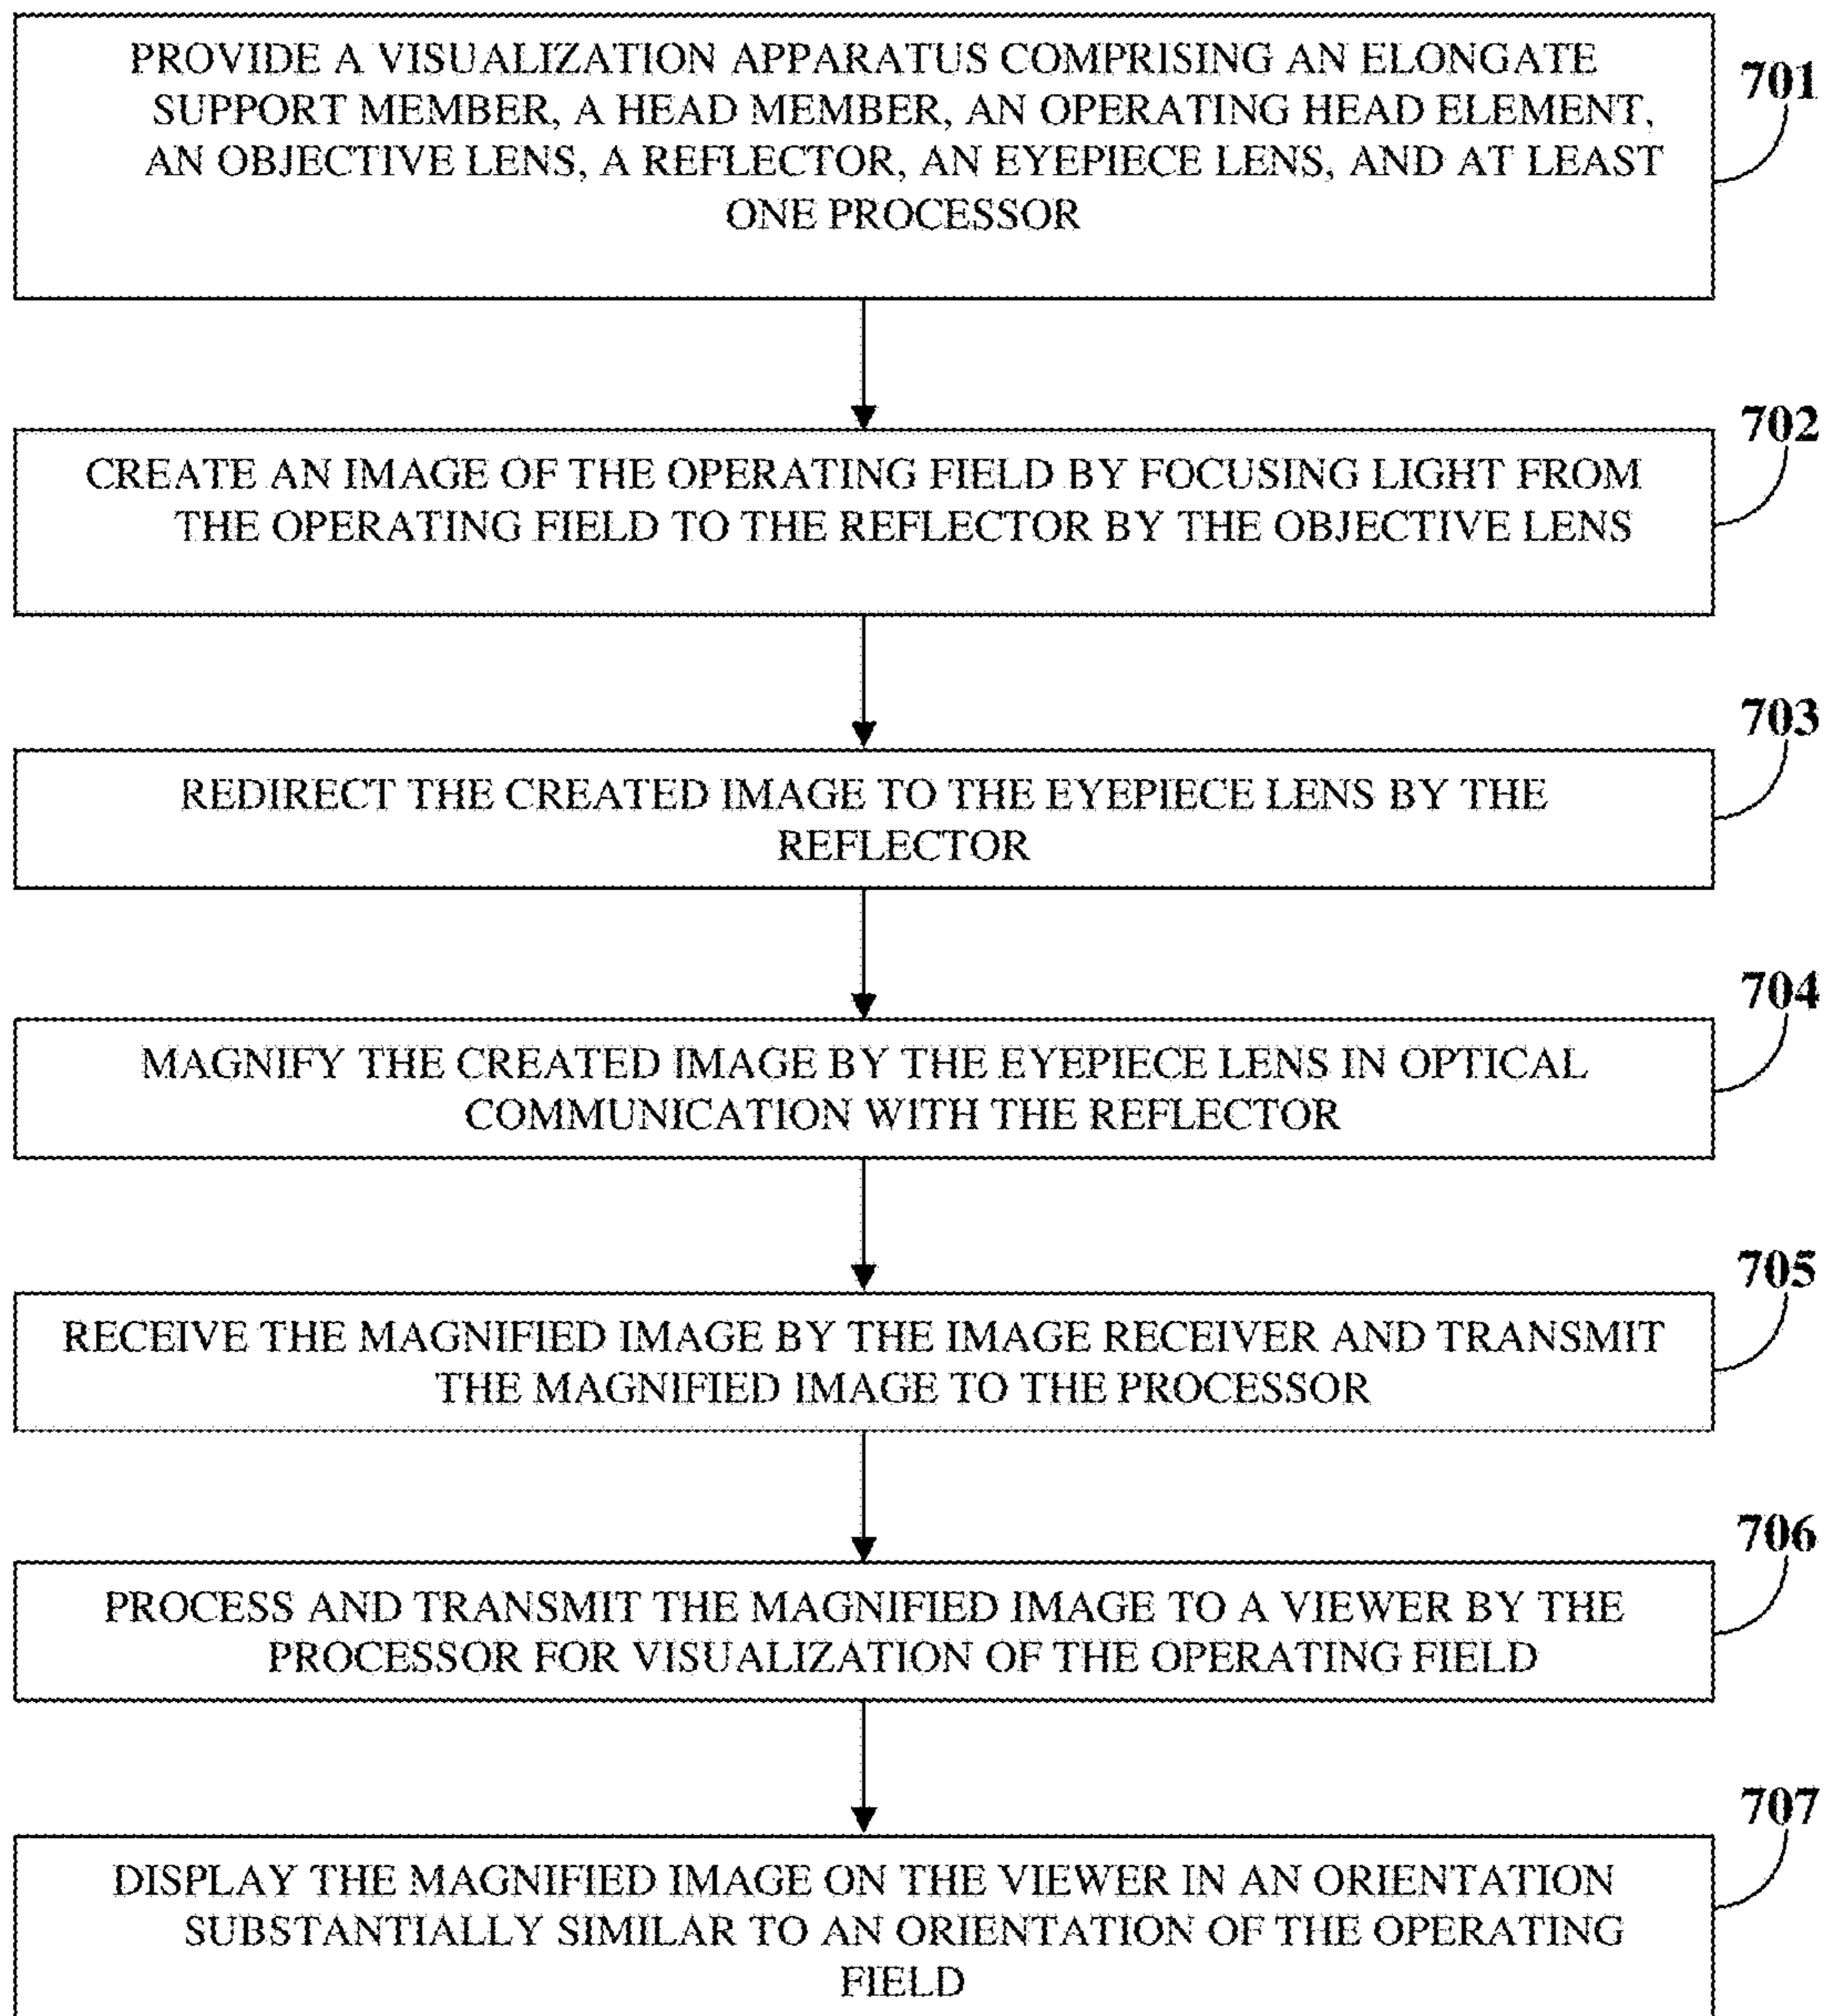 PROVIDE A VISUALIZATION APPARATUS COMPRISING AN ELONGATE
SUPPORT MEMBER, A HEAD MEMBER, AN OPERATING HEAD ELEMENT,
AN OBJECTIVE LENS, A REFLECTOR, AN EYEPIECE LENS, AND AT LEAST
ONE PROCESSOR
701
CREATE AN IMAGE OF THE OPERATING FIELD BY FOCUSING LIGHT FROM
THE OPERATING FIELD TO THE REFLECTOR BY THE OBJECTIVE LENS
702
REDIRECT THE CREATED IMAGE TO THE EYEPIECE LENS BY THE
REFLECTOR
703
MAGNIFY THE CREATED IMAGE BY THE EYEPIECE LENS IN OPTICAL
COMMUNICATION WITH THE REFLECTOR
704
RECEIVE THE MAGNIFIED IMAGE BY THE IMAGE RECEIVER AND TRANSMIT
THE MAGNIFIED IMAGE TO THE PROCESSOR
705
PROCESS AND TRANSMIT THE MAGNIFIED IMAGE TO A VIEWER BY THE
PROCESSOR FOR VISUALIZATION OF THE OPERATING FIELD
706
DISPLAY THE MAGNIFIED IMAGE ON THE VIEWER IN AN ORIENTATION
SUBSTANTIALLY SIMILAR TO AN ORIENTATION OF THE OPERATING
FIELD
707